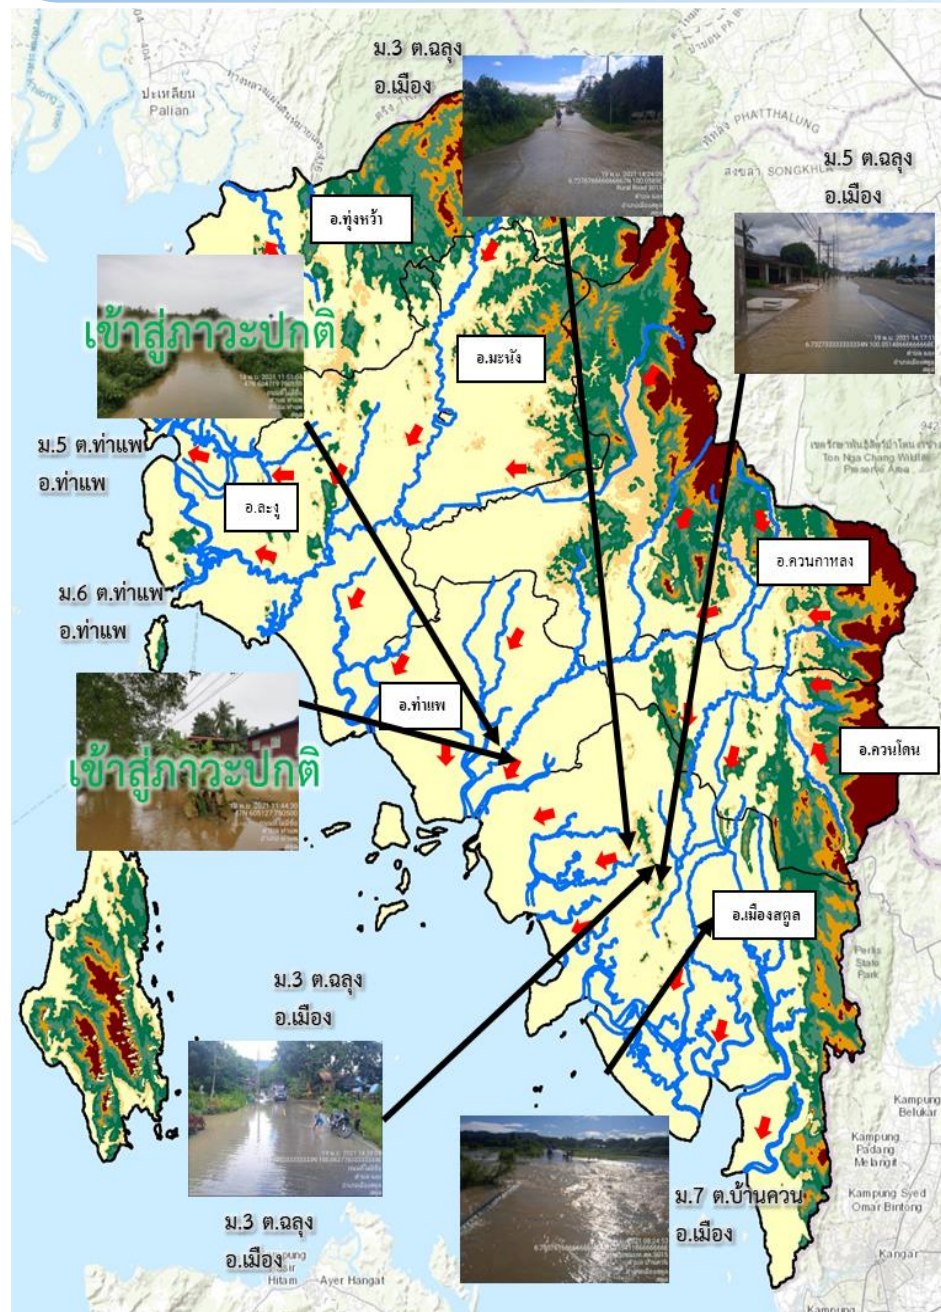 ม.3 ต.ฉลุง
อ.เมือง
ปะเหลียน
Palian
PHATTHALUNG
สงขลา SONGKHLA
ม.5 ต.ฉลุง
อ.เมือง
อ.ทุ่งหว้า
เข้าสู่ภาวะปกติ
อ.มะนัง
ม.5 ต.ท่าแพ
อ.ท่าแพ
Ton Nga Chang Wildlife
Preserve Area
อ.ละงู
อ.ควนกาหลง
ม.6 ต.ท่าแพ
อ.ท่าแพ
อ.ท่าแพ
อ.ควนโดน
เข้าสู่ภาวะปกติ
อ.เมืองสตูล
Perlis
State
Park
ม.3 ต.ฉลุง
อ.เมือง
Kampung
Belukar
Kampung
Padang
Melangit
ม.7 ต.บ้านควน
อ.เมือง
Kampung Syed
Omar Bintong
ม.3 ต.ฉลุง
อ.เมือง
Hitam
Ayer Hangat
Kangar
Kampung